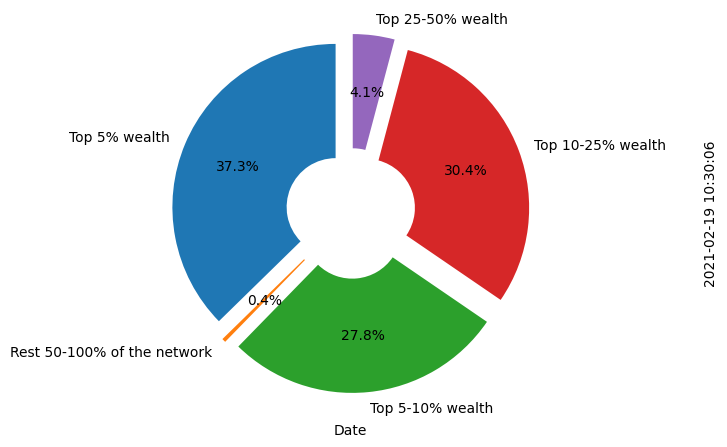 Top 25-50% wealth
4.1%
Top 5% wealth
37.3%
Top 10-25% wealth
30.4%
0.4%
Rest 50-100% of the network
27.8%
Top 5-10% wealth
Date
2021-02-19 10:30:06